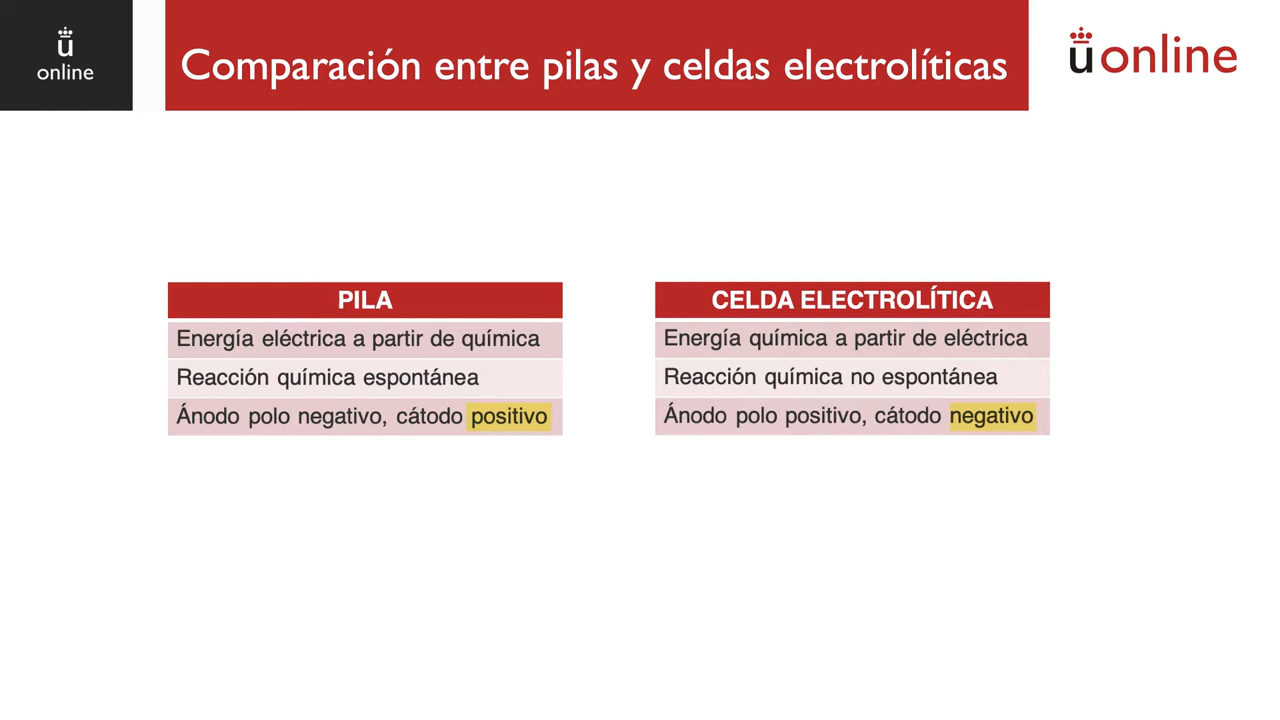 ü
online
Comparación entre pilas y celdas electrolíticas
ü online
PILA
Energía eléctrica a partir de química
Reacción química espontánea
Ánodo polo negativo, cátodo positivo
CELDA ELECTROLÍTICA
Energía química a partir de eléctrica
Reacción química no espontánea
Ánodo polo positivo, cátodo negativo